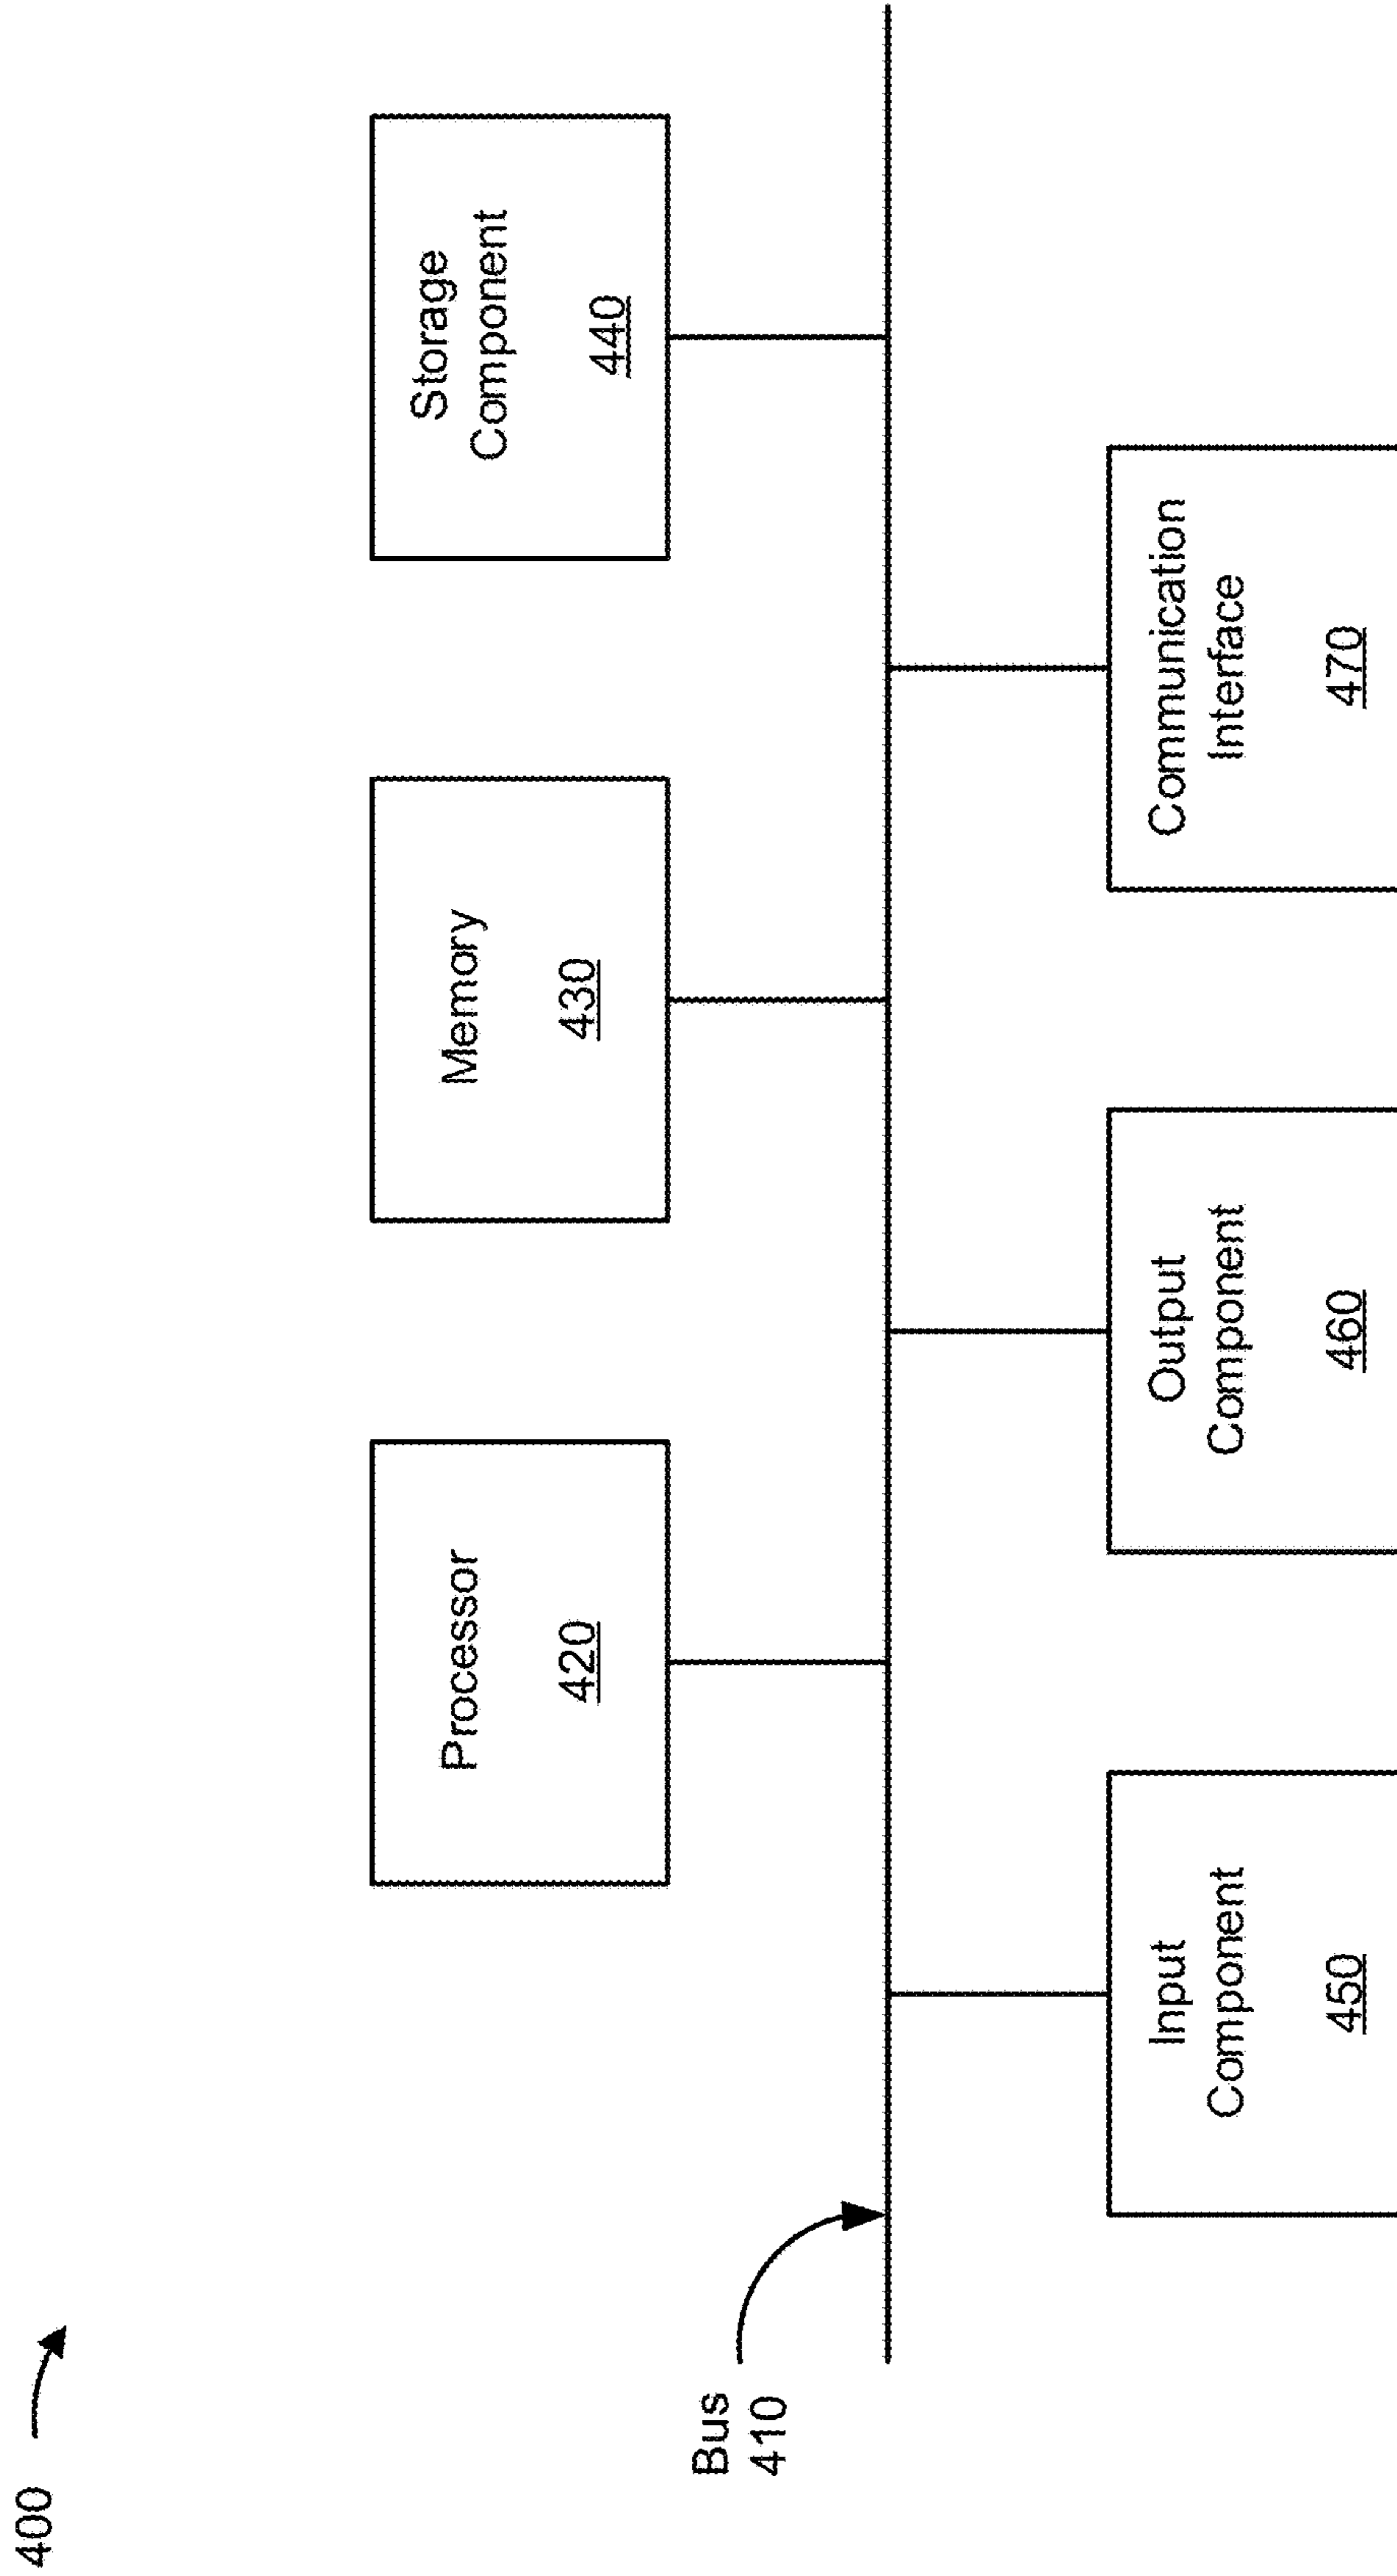 400
Processor
420
Memory
430
Storage
Component
440
Bus
410
Input
Component
450
Output
Component
460
Communication
Interface
470